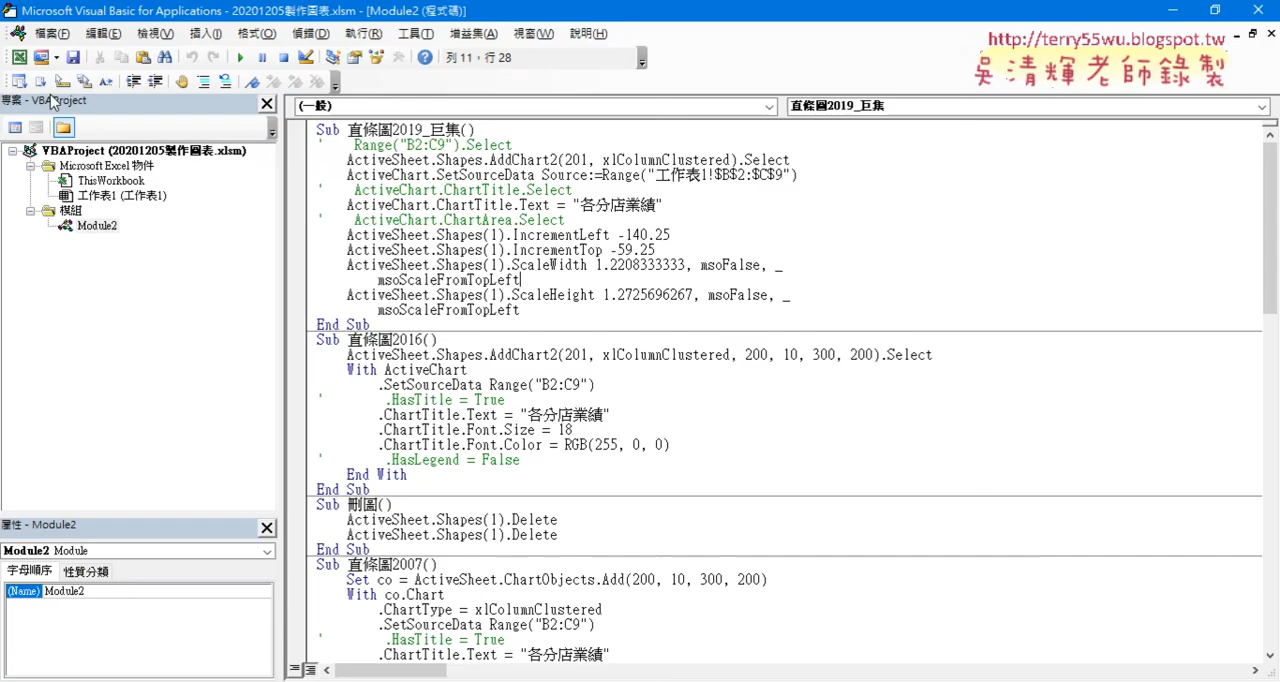 Microsoft Visual Basic for Applications - 20201205製作圖表.xlsm - [Module2 (程式碼)]
檔案(F) 編輯(E) 檢視(V) 插入(I) 格式(O) 偵錯(D) 執行(R) 工具(T) 增益集(A) 視窗(W) 說明(H)
http://terry55wu.blogspot.tw
吳清輝老師錄製
列 11，行 28
專案 - VBAProject
VBAProject (20201205製作圖表.xlsm)
Microsoft Excel 物件
ThisWorkbook
工作表1 (工作表1)
模組
Module2
屬性 - Module2
Module2 Module
字母順序 性質分類
(Name) Module2
(一般) 直條圖2019_巨集
Sub 直條圖2019_巨集()
' Range("B2:C9").Select
ActiveSheet.Shapes.AddChart2(201, xlColumnClustered).Select
ActiveChart.SetSourceData Source:=Range("工作表1!$B$2:$C$9")
' ActiveChart.ChartTitle.Select
ActiveChart.ChartTitle.Text = "各分店業績"
' ActiveChart.ChartArea.Select
ActiveSheet.Shapes(1).IncrementLeft -140.25
ActiveSheet.Shapes(1).IncrementTop -59.25
ActiveSheet.Shapes(1).ScaleWidth 1.2208333333, msoFalse, _
msoScaleFromTopLeft
ActiveSheet.Shapes(1).ScaleHeight 1.2725696267, msoFalse, _
msoScaleFromTopLeft
End Sub
Sub 直條圖2016()
ActiveSheet.Shapes.AddChart2(201, xlColumnClustered, 200, 10, 300, 200).Select
With ActiveChart
.SetSourceData Range("B2:C9")
' .HasTitle = True
.ChartTitle.Text = "各分店業績"
.ChartTitle.Font.Size = 18
.ChartTitle.Font.Color = RGB(255, 0, 0)
' .HasLegend = False
End With
End Sub
Sub 刪圖()
ActiveSheet.Shapes(1).Delete
ActiveSheet.Shapes(1).Delete
End Sub
Sub 直條圖2007()
Set co = ActiveSheet.ChartObjects.Add(200, 10, 300, 200)
With co.Chart
.ChartType = xlColumnClustered
.SetSourceData Range("B2:C9")
' .HasTitle = True
.ChartTitle.Text = "各分店業績"